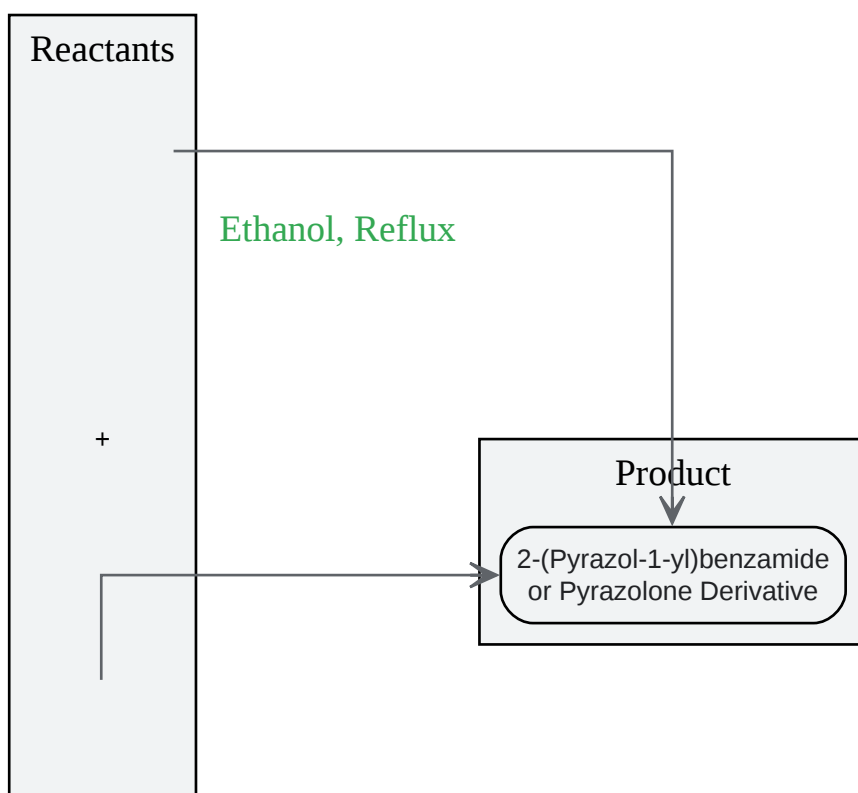 Reactants
Ethanol, Reflux
+
Product
2-(Pyrazol-1-yl)benzamide
or Pyrazolone Derivative